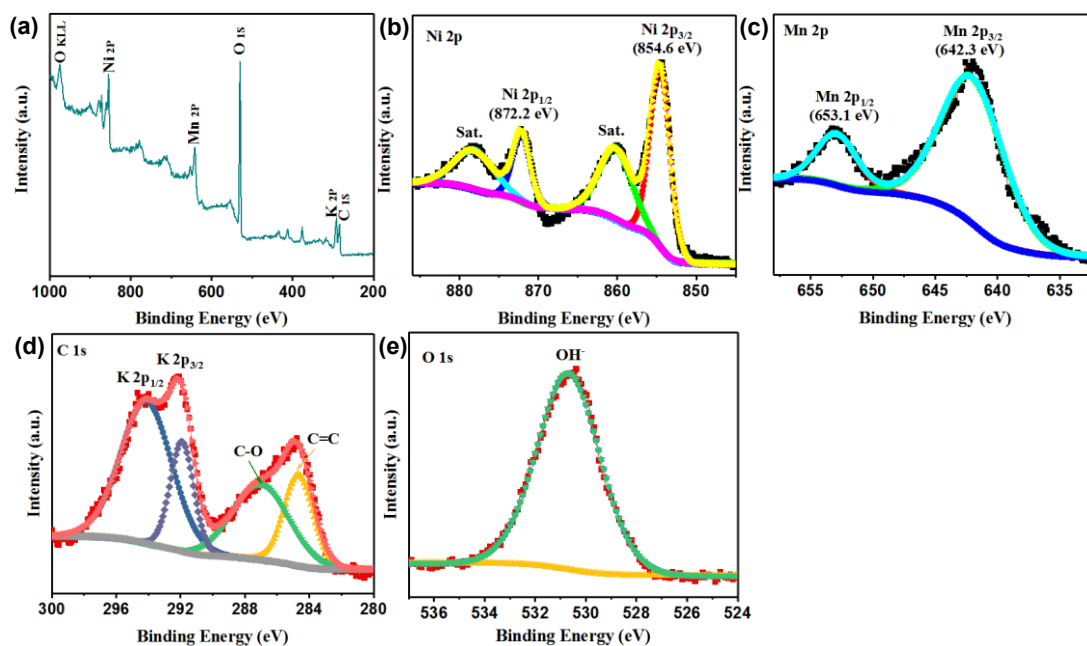 (a)
O KLL
Ni 2P
Mn 2P
O 1S
K 2P
C 1S
Intensity (a.u.)
1000 800 600 400 200
Binding Energy (eV)
(b)
Ni 2p
Ni 2p3/2
(854.6 eV)
Ni 2p1/2
(872.2 eV)
Sat.
Sat.
Intensity (a.u.)
880 870 860 850
Binding Energy (eV)
(c)
Mn 2p
Mn 2p3/2
(642.3 eV)
Mn 2p1/2
(653.1 eV)
Intensity (a.u.)
655 650 645 640 635
Binding Energy (eV)
(d)
C 1s
K 2p3/2
K 2p1/2
C-O
C=C
Intensity (a.u.)
300 296 292 288 284 280
Binding Energy (eV)
(e)
O 1s
OH-
Intensity (a.u.)
536 534 532 530 528 526 524
Binding Energy (eV)